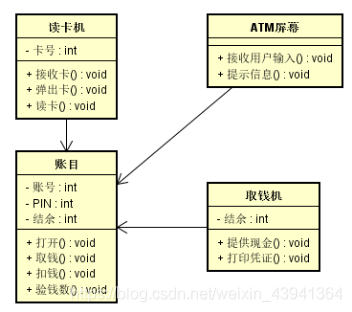 读卡机
- 卡号 : int
+ 接收卡() : void
+ 弹出卡() : void
+ 读卡() : void
ATM屏幕
+ 接收用户输入() : void
+ 提示信息() : void
账目
- 账号 : int
- PIN : int
- 结余 : int
+ 打开() : void
+ 取钱() : void
+ 扣钱() : void
+ 验钱数() : void
取钱机
- 结余 : int
+ 提供现金() : void
+ 打印凭证() : void
https://blog.csdn.net/weixin_43941364